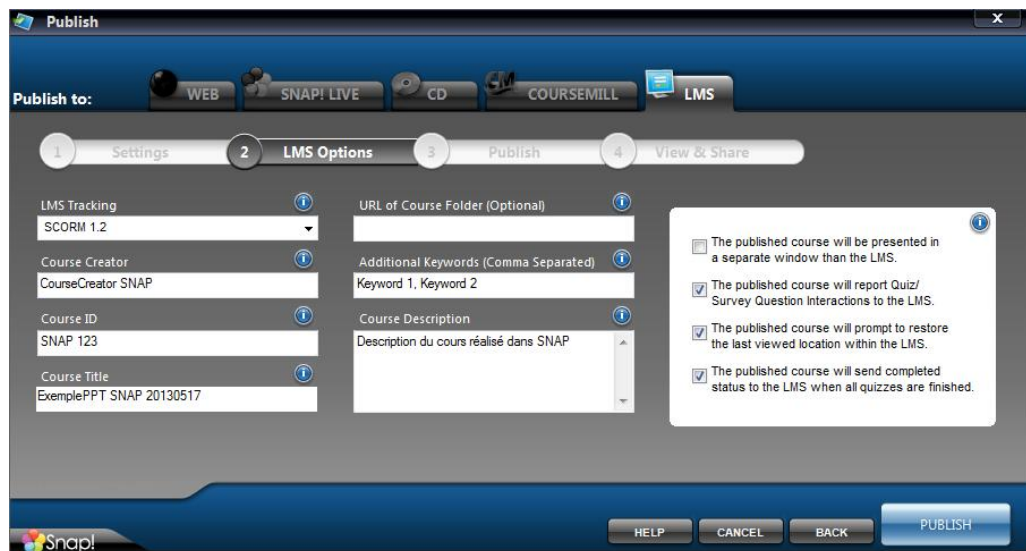 Publish
X
Publish to:
WEB
SNAP! LIVE
CD
GM
COURSEMILL
LMS
1 Settings
2 LMS Options
3 Publish
4 View & Share
LMS Tracking
SCORM 1.2
Course Creator
CourseCreator SNAP
Course ID
SNAP 123
Course Title
ExemplePPT SNAP 20130517
URL of Course Folder (Optional)
Additional Keywords (Comma Separated)
Keyword 1, Keyword 2
Course Description
Description du cours réalisé dans SNAP
The published course will be presented in
a separate window than the LMS.
The published course will report Quiz/
Survey Question Interactions to the LMS.
The published course will prompt to restore
the last viewed location within the LMS.
The published course will send completed
status to the LMS when all quizzes are finished.
HELP
CANCEL
BACK
PUBLISH
Snap!